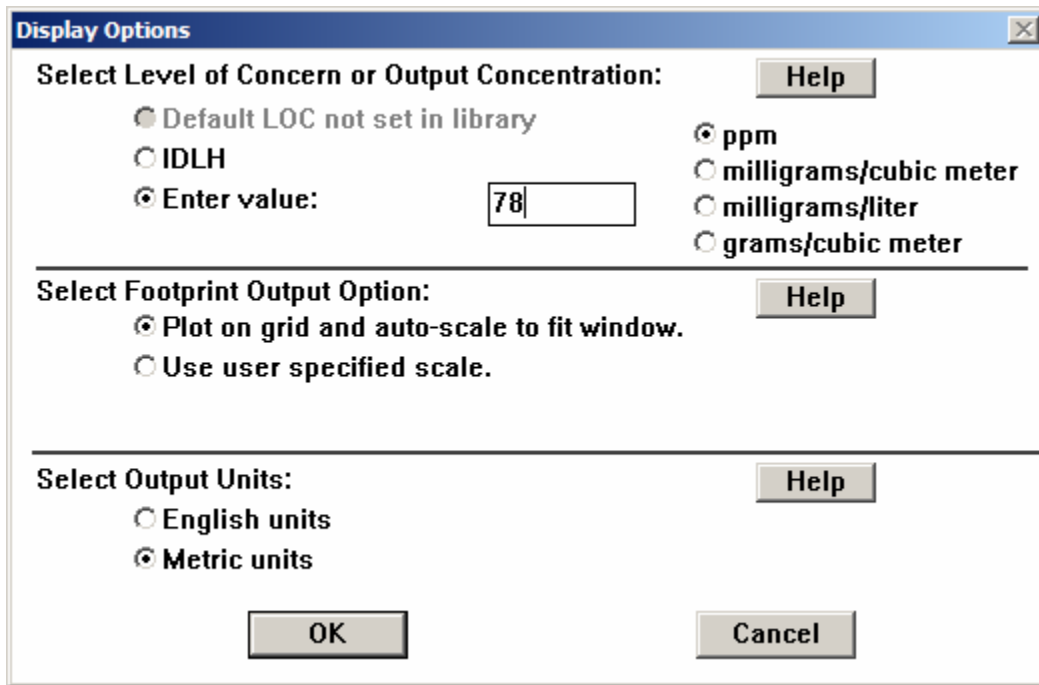 Display Options
Select Level of Concern or Output Concentration:
Help
Default LOC not set in library
IDLH
Enter value:
78
ppm
milligrams/cubic meter
milligrams/liter
grams/cubic meter
Select Footprint Output Option:
Help
Plot on grid and auto-scale to fit window.
Use user specified scale.
Select Output Units:
Help
English units
Metric units
OK
Cancel